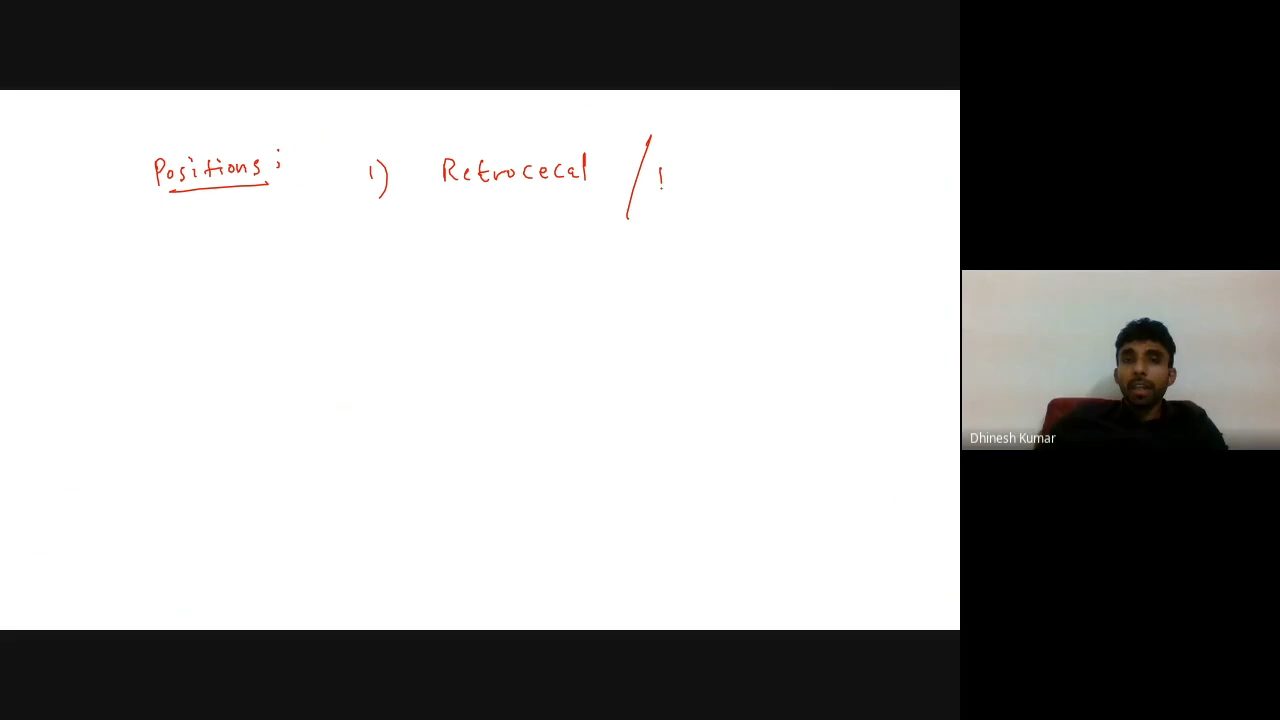 Positions: 1) Retrocecal /
Dhinesh Kumar